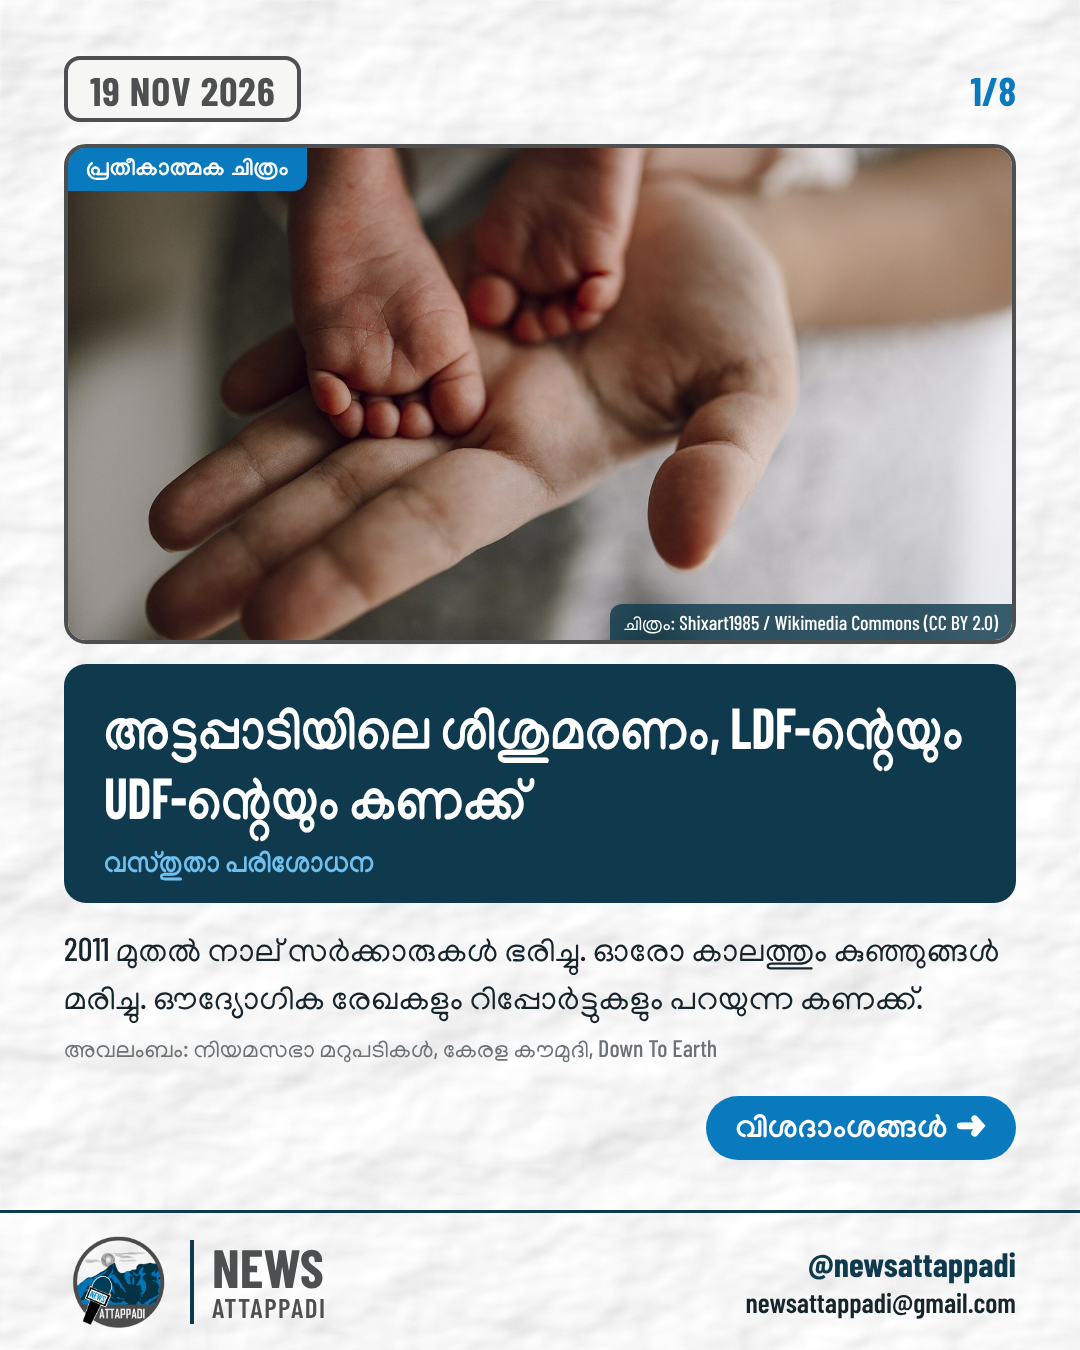 19 NOV 2026
1/8
പ്രതീകാത്മക ചിത്രം
ചിത്രം: Shixart1985 / Wikimedia Commons (CC BY 2.0)
അട്ടപ്പാടിയിലെ ശിശുമരണം, LDF-ന്റെയും
UDF-ന്റെയും കണക്ക്
വസ്തുതാ പരിശോധന
2011 മുതൽ നാല് സർക്കാരുകൾ ഭരിച്ചു. ഓരോ കാലത്തും കുഞ്ഞുങ്ങൾ
മരിച്ചു. ഔദ്യോഗിക രേഖകളും റിപ്പോർട്ടുകളും പറയുന്ന കണക്ക്.
അവലംബം: നിയമസഭാ മറുപടികൾ, കേരള കൗമുദി, Down To Earth
വിശദാംശങ്ങൾ ➜
NEWS
ATTAPPADI
NEWS
ATTAPPADI
@newsattappadi
newsattappadi@gmail.com